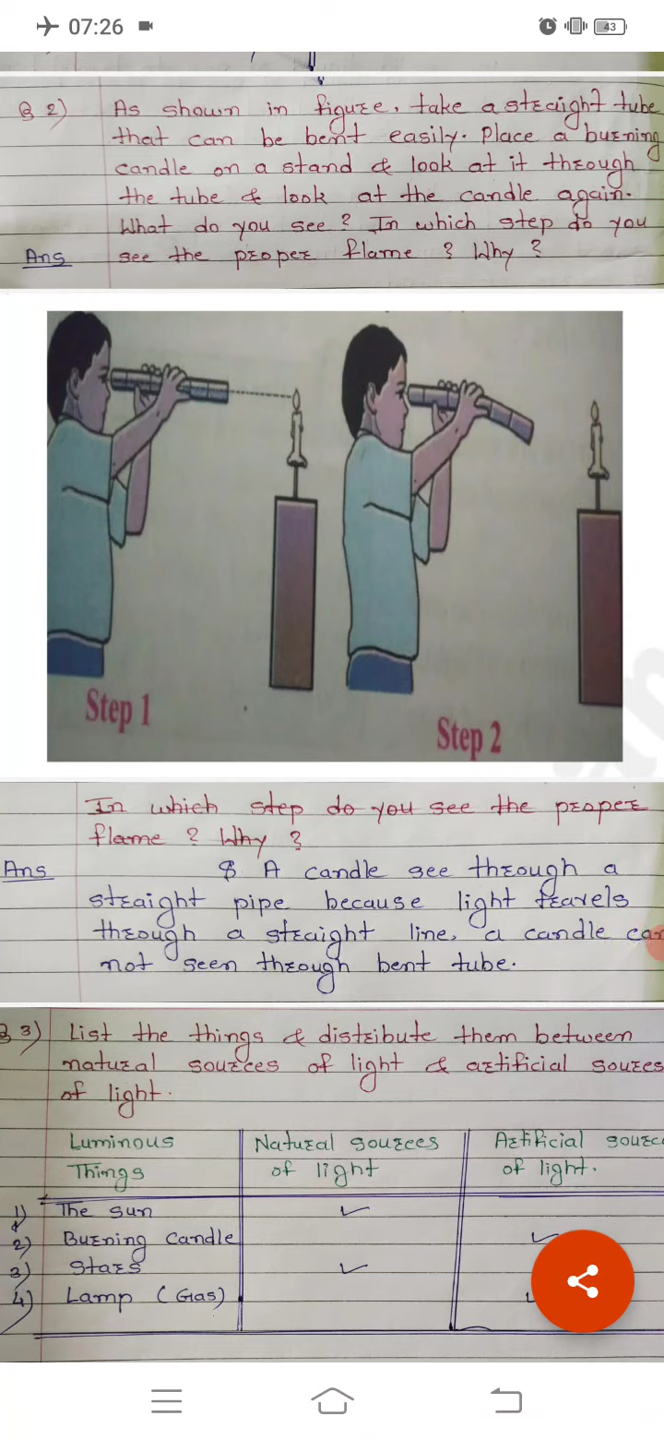 07:26
43
Q 2) As shown in figure, take a straight tube
that can be bent easily. Place a burning
candle on a stand & look at it through
the tube & look at the candle again.
What do you see ? In which step do you
Ans see the proper flame ? Why ?
Step 1
Step 2
In which step do you see the proper
flame ? Why ?
Ans $ A candle see through a
straight pipe because light travels
through a straight line, a candle can
not seen through bent tube.
Q 3) List the things & distribute them between
natural sources of light & artificial sources
of light.
Luminous Natural sources Artificial source
Things of light of light.
1) The sun ✓
2) Burning candle ✓
3) Stars ✓
4) Lamp (Gas)